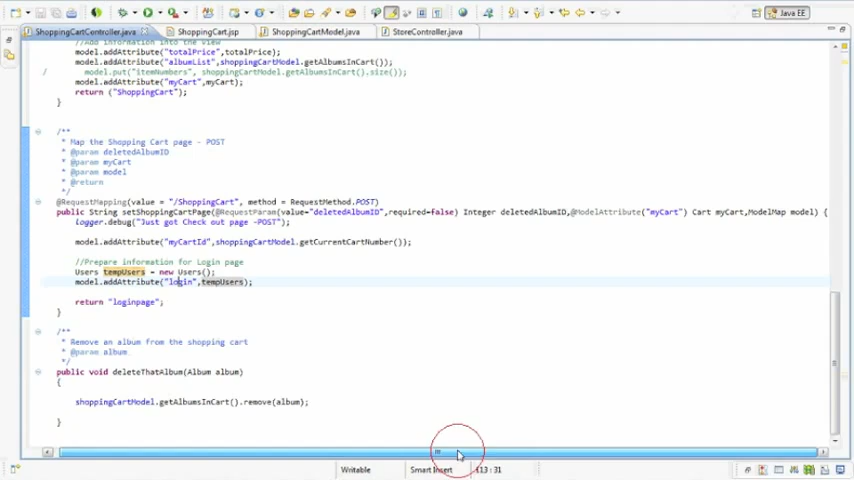 Java EE
ShoppingCartController.java
ShoppingCart.jsp
ShoppingCartModel.java
StoreController.java
//Add information into the view
model.addAttribute("totalPrice",totalPrice);
model.addAttribute("albumList",shoppingCartModel.getAlbumsInCart());
/ model.put("itemNumbers", shoppingCartModel.getAlbumsInCart().size());
model.addAttribute("myCart",myCart);
return ("ShoppingCart");
}
/**
* Map the Shopping Cart page - POST
* @param deletedAlbumID
* @param myCart
* @param model
* @return
*/
@RequestMapping(value = "/ShoppingCart", method = RequestMethod.POST)
public String setShoppingCartPage(@RequestParam(value="deletedAlbumID",required=false) Integer deletedAlbumID,@ModelAttribute("myCart") Cart myCart,ModelMap model) {
logger.debug("Just got Check out page -POST");
model.addAttribute("myCartId",shoppingCartModel.getCurrentCartNumber());
//Prepare information for Login page
Users tempUsers = new Users();
model.addAttribute("login",tempUsers);
return "loginpage";
}
/**
* Remove an album from the shopping cart
* @param album
*/
public void deleteThatAlbum(Album album)
{
shoppingCartModel.getAlbumsInCart().remove(album);
}
Writable
Smart Insert
113 : 31